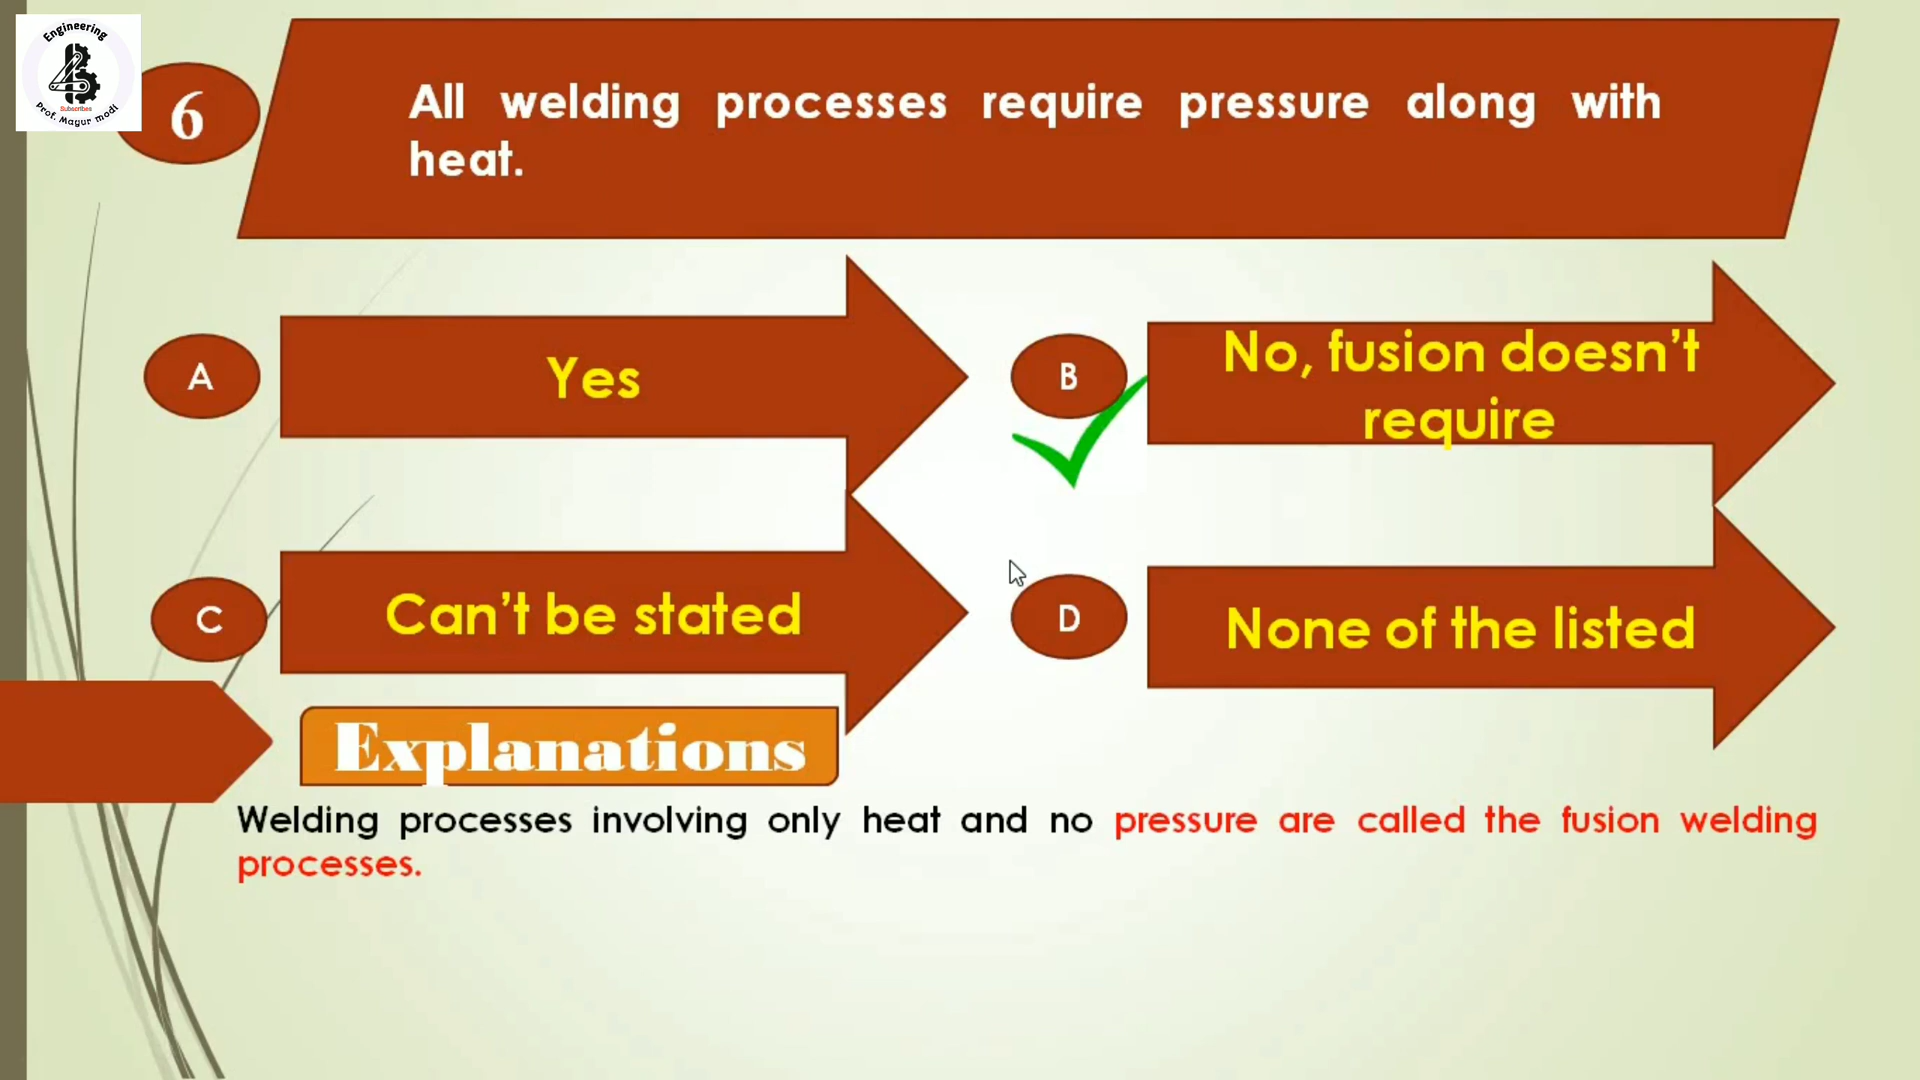 Engineering
Subscribes
Prof. Mayur modi
6
All welding processes require pressure along with
heat.
A
Yes
B
No, fusion doesn't
require
C
Can't be stated
D
None of the listed
Explanations
Welding processes involving only heat and no pressure are called the fusion welding
processes.